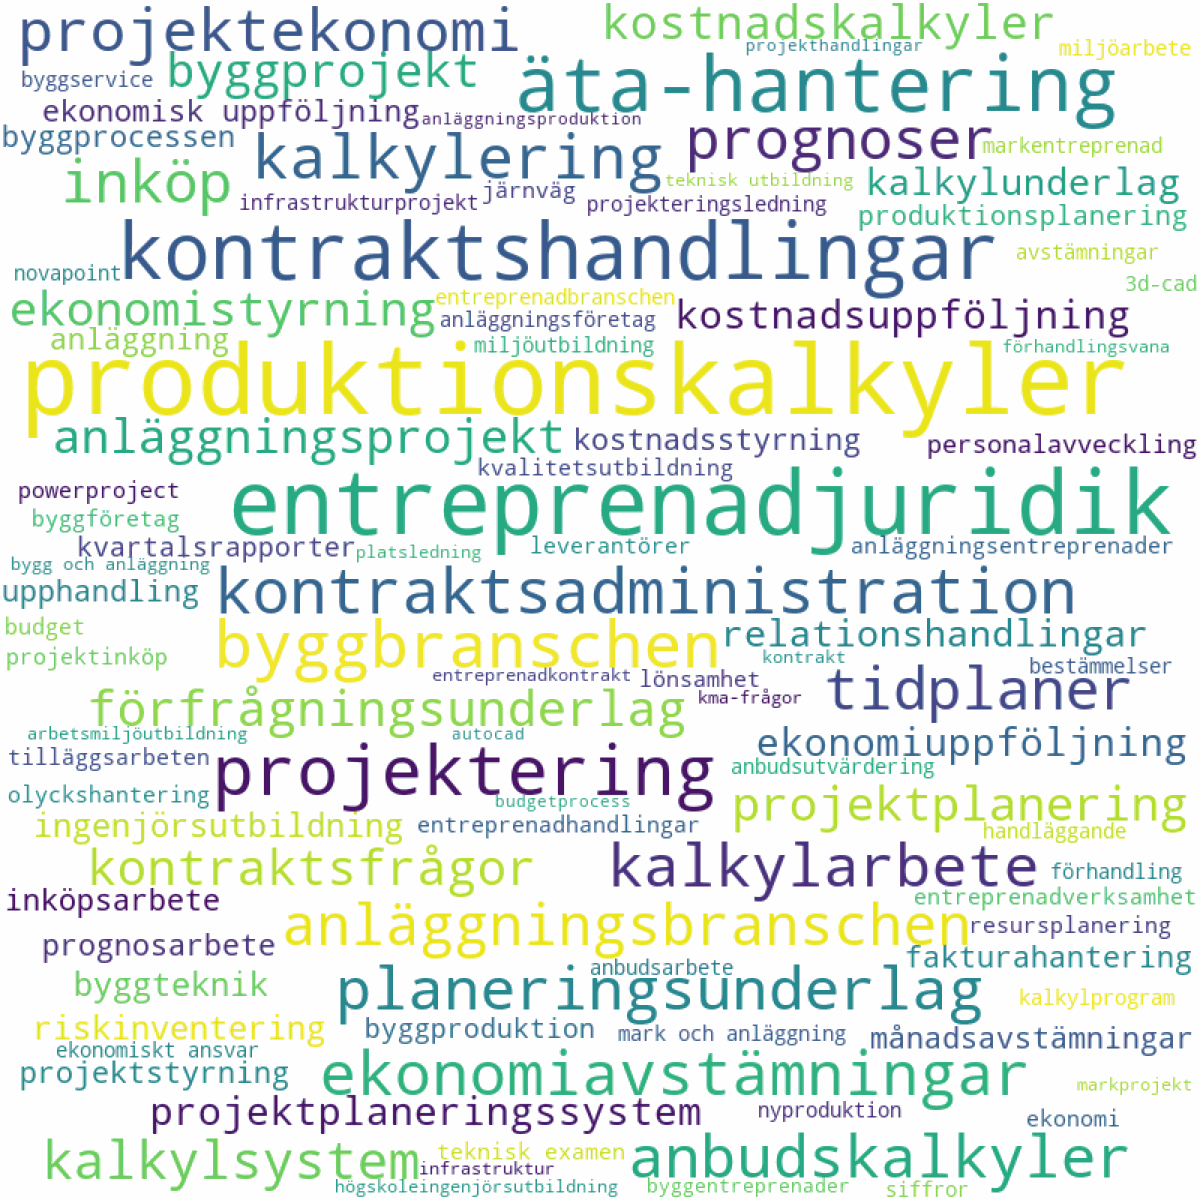 projektekonomi
kostnadskalkyler
projekthandlingar
miljöarbete
byggservice
byggprojekt
äta-hantering
ekonomisk uppföljning
anläggningsproduktion
byggprocessen
kalkylering
prognoser
markentreprenad
inköp
teknisk utbildning
kalkylunderlag
järnväg
infrastrukturprojekt
projekteringsledning
produktionsplanering
kontraktshandlingar
avstämningar
novapoint
3d-cad
ekonomistyrning
entreprenadbranschen
anläggningsföretag
kostnadsuppföljning
anläggning
miljöutbildning
förhandlingsvana
produktionskalkyler
anläggningsprojekt
kostnadsstyrning
personalavveckling
kvalitetsutbildning
powerproject
entreprenadjuridik
byggföretag
kvartalsrapporter
platsledning
leverantörer
anläggningsentreprenader
bygg och anläggning
upphandling
kontraktsadministration
budget
byggbranschen
relationshandlingar
projektinköp
kontrakt
bestämmelser
entreprenadkontrakt
lönsamhet
kma-frågor
tidplaner
förfrågningsunderlag
arbetsmiljöutbildning
autocad
ekonomiuppföljning
tilläggsarbeten
projektering
anbudsutvärdering
olyckshantering
budgetprocess
projektplanering
ingenjörsutbildning
entreprenadhandlingar
handläggande
kontraktsfrågor
kalkylarbete
förhandling
inköpsarbete
entreprenadverksamhet
anläggningsbranschen
resursplanering
prognosarbete
fakturahantering
anbudsarbete
byggteknik
planeringsunderlag
kalkylprogram
riskinventering
byggproduktion
mark och anläggning
månadsavstämningar
ekonomiskt ansvar
projektstyrning
ekonomiavstämningar
markprojekt
projektplaneringssystem
nyproduktion
ekonomi
kalkylsystem
teknisk examen
anbudskalkyler
infrastruktur
högskoleingenjörsutbildning
byggentreprenader
siffror